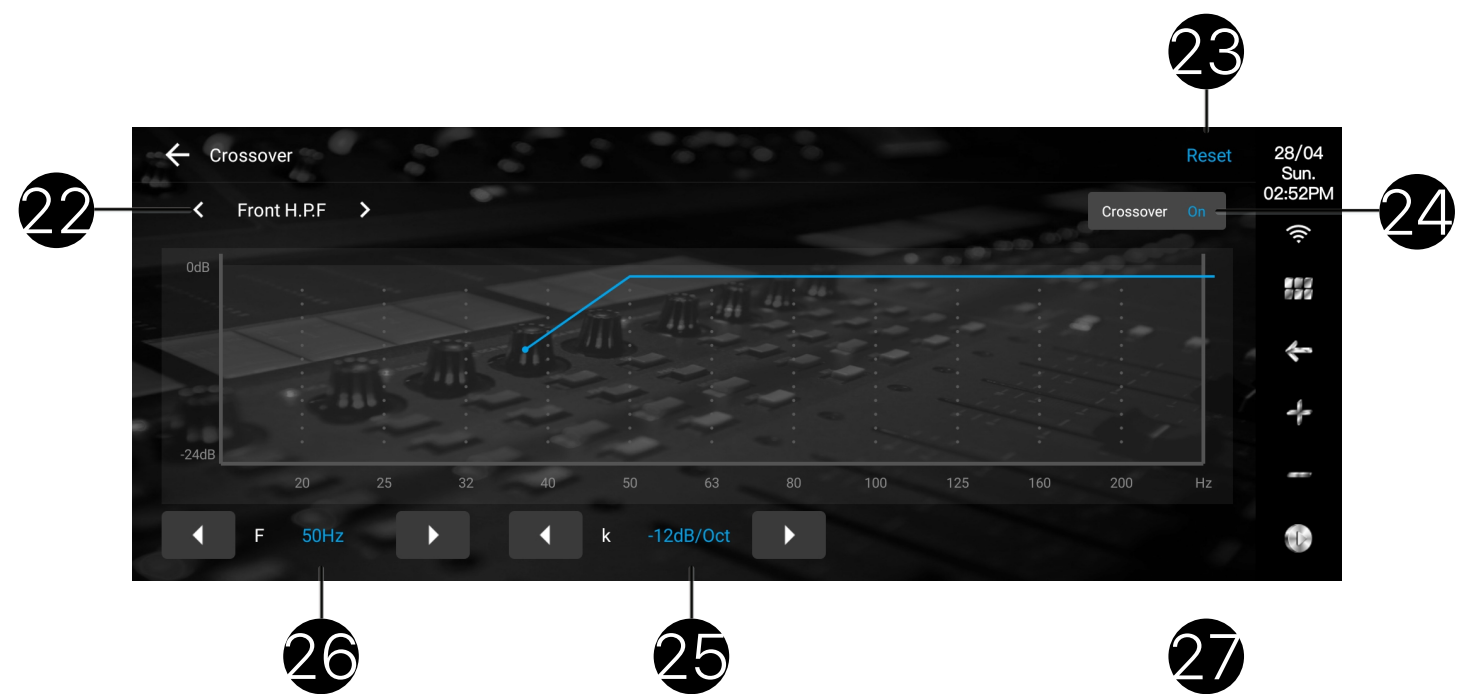 23
Crossover
Reset
28/04
Sun.
02:52PM
22
Front H.P.F
Crossover On
24
0dB
-24dB
20 25 32 40 50 63 80 100 125 160 200 Hz
F 50Hz k -12dB/Oct
26
25
27